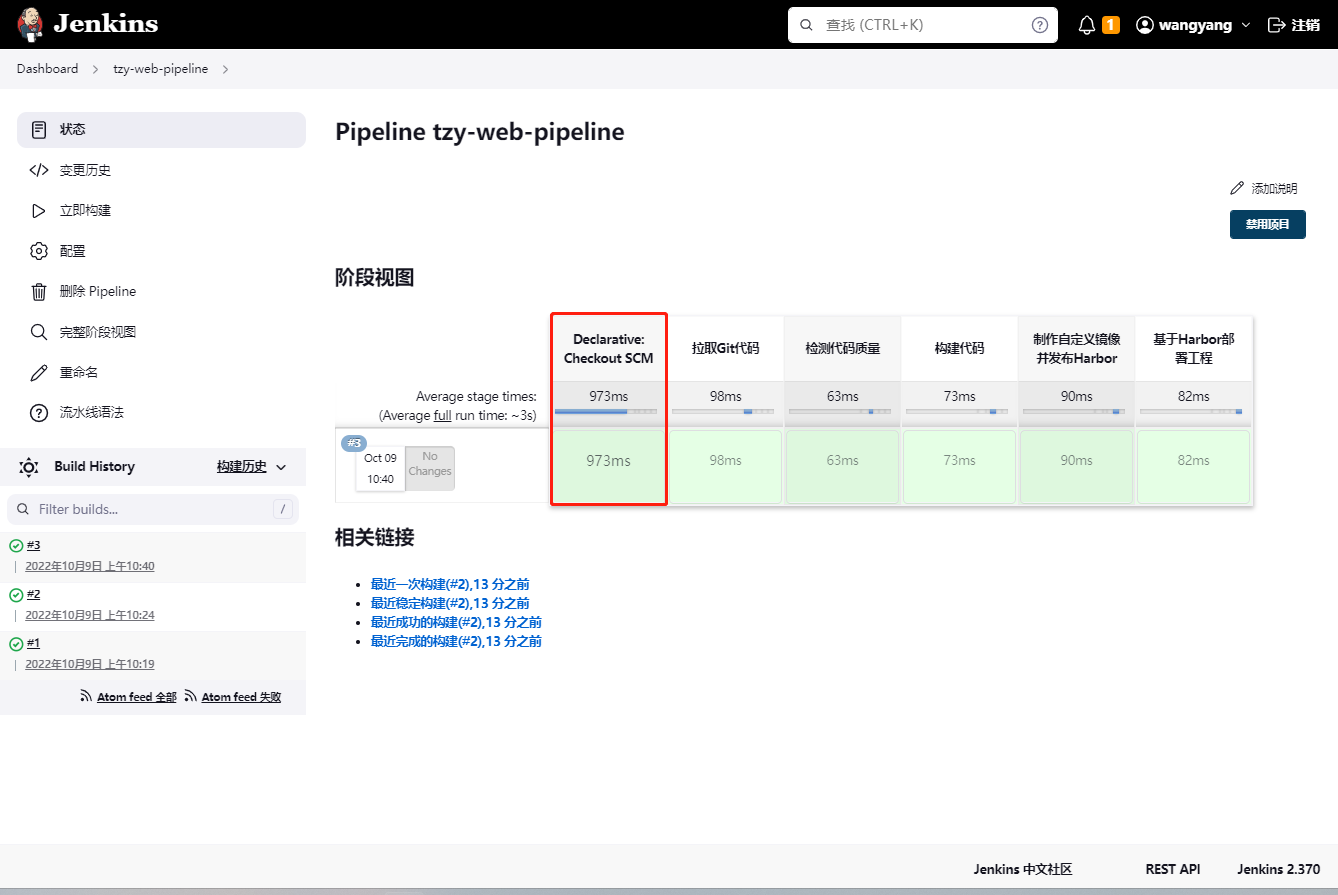 Jenkins
查找 (CTRL+K)
1
wangyang
注销
Dashboard
tzy-web-pipeline
状态
变更历史
立即构建
配置
删除 Pipeline
完整阶段视图
重命名
流水线语法
Build History
构建历史
Filter builds...
/
#3
2022年10月9日 上午10:40
#2
2022年10月9日 上午10:24
#1
2022年10月9日 上午10:19
Atom feed 全部
Atom feed 失败
Pipeline tzy-web-pipeline
添加说明
禁用项目
阶段视图
Declarative:
Checkout SCM
拉取Git代码
检测代码质量
构建代码
制作自定义镜像
并发布Harbor
基于Harbor部
署工程
Average stage times:
(Average full run time: ~3s)
973ms
98ms
63ms
73ms
90ms
82ms
#3
Oct 09
10:40
No
Changes
973ms
98ms
63ms
73ms
90ms
82ms
相关链接
最近一次构建(#2),13 分之前
最近稳定构建(#2),13 分之前
最近成功的构建(#2),13 分之前
最近完成的构建(#2),13 分之前
Jenkins 中文社区
REST API
Jenkins 2.370